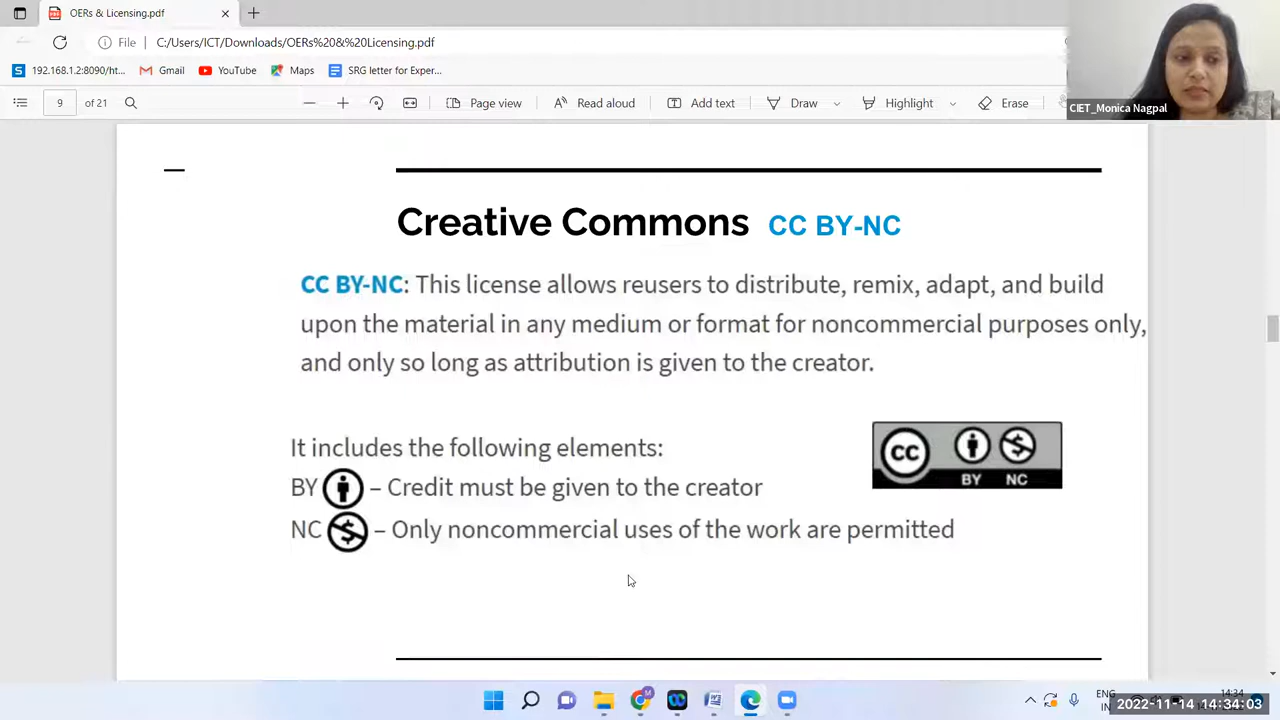 OERs & Licensing.pdf
File C:/Users/ICT/Downloads/OERs%20&%20Licensing.pdf
192.168.1.2:8090/ht... Gmail YouTube Maps SRG letter for Exper...
9 of 21 Page view Read aloud Add text Draw Highlight Erase
CIET_Monica Nagpal
Creative Commons CC BY-NC
CC BY-NC: This license allows reusers to distribute, remix, adapt, and build
upon the material in any medium or format for noncommercial purposes only,
and only so long as attribution is given to the creator.
It includes the following elements:
BY – Credit must be given to the creator
NC – Only noncommercial uses of the work are permitted
CC
BY NC
ENG 14:34
IN
2022-11-14 14:34:03